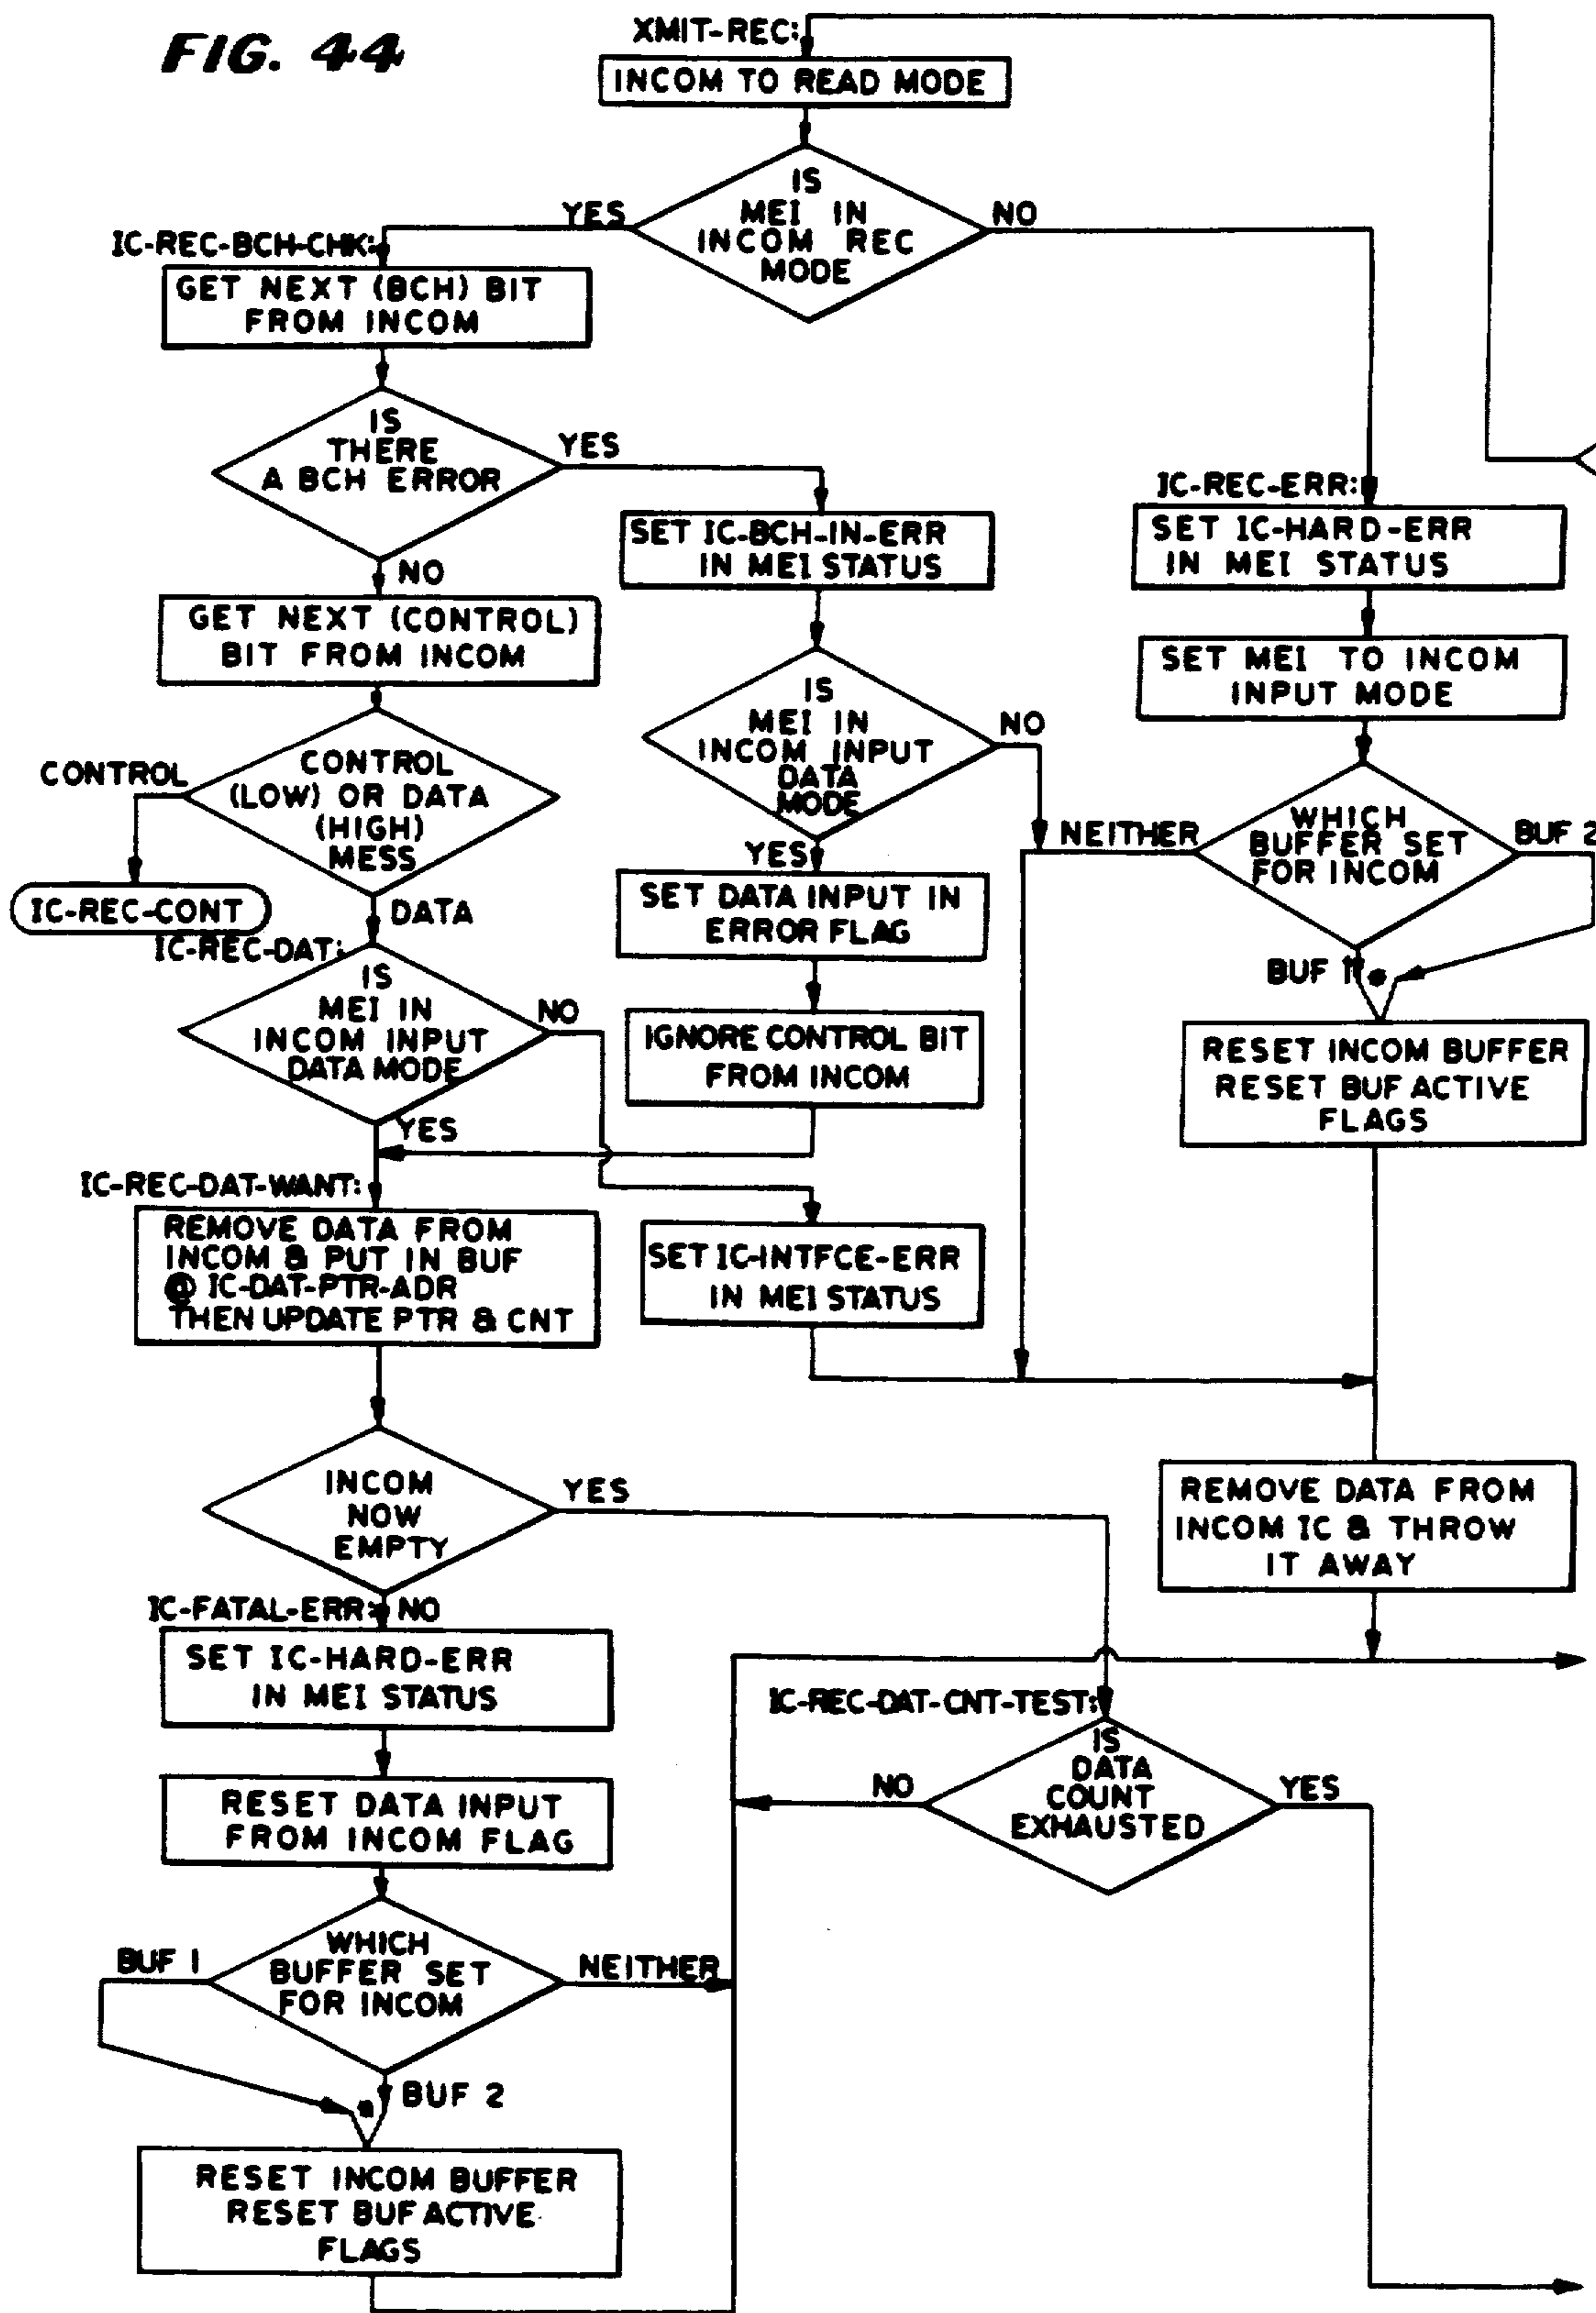 FIG. 44
XMIT-REC:
INCOM TO READ MODE
IS
MEI IN
INCOM REC
MODE
YES
NO
IC-REC-BCH-CHK:
GET NEXT (BCH) BIT
FROM INCOM
IS
THERE
A BCH ERROR
YES
NO
SET IC-BCH-IN-ERR
IN MEI STATUS
IC-REC-ERR:
SET IC-HARD-ERR
IN MEI STATUS
GET NEXT (CONTROL)
BIT FROM INCOM
SET MEI TO INCOM
INPUT MODE
IS
MEI IN
INCOM INPUT
DATA
MODE
NO
YES
CONTROL
CONTROL
(LOW) OR DATA
(HIGH)
MESS
DATA
IC-REC-CONT
NEITHER
WHICH
BUFFER SET
FOR INCOM
BUF 2
BUF 1
*
SET DATA INPUT IN
ERROR FLAG
IC-REC-DAT:
IS
MEI IN
INCOM INPUT
DATA MODE
NO
YES
IGNORE CONTROL BIT
FROM INCOM
RESET INCOM BUFFER
RESET BUF ACTIVE
FLAGS
IC-REC-DAT-WANT:
REMOVE DATA FROM
INCOM & PUT IN BUF
@ IC-DAT-PTR-ADR
THEN UPDATE PTR & CNT
SET IC-INTFCE-ERR
IN MEI STATUS
INCOM
NOW
EMPTY
YES
NO
REMOVE DATA FROM
INCOM IC & THROW
IT AWAY
IC-FATAL-ERR:
SET IC-HARD-ERR
IN MEI STATUS
IC-REC-DAT-CNT-TEST:
IS
DATA
COUNT
EXHAUSTED
NO
YES
RESET DATA INPUT
FROM INCOM FLAG
BUF 1
WHICH
BUFFER SET
FOR INCOM
NEITHER
BUF 2
*
RESET INCOM BUFFER
RESET BUF ACTIVE
FLAGS